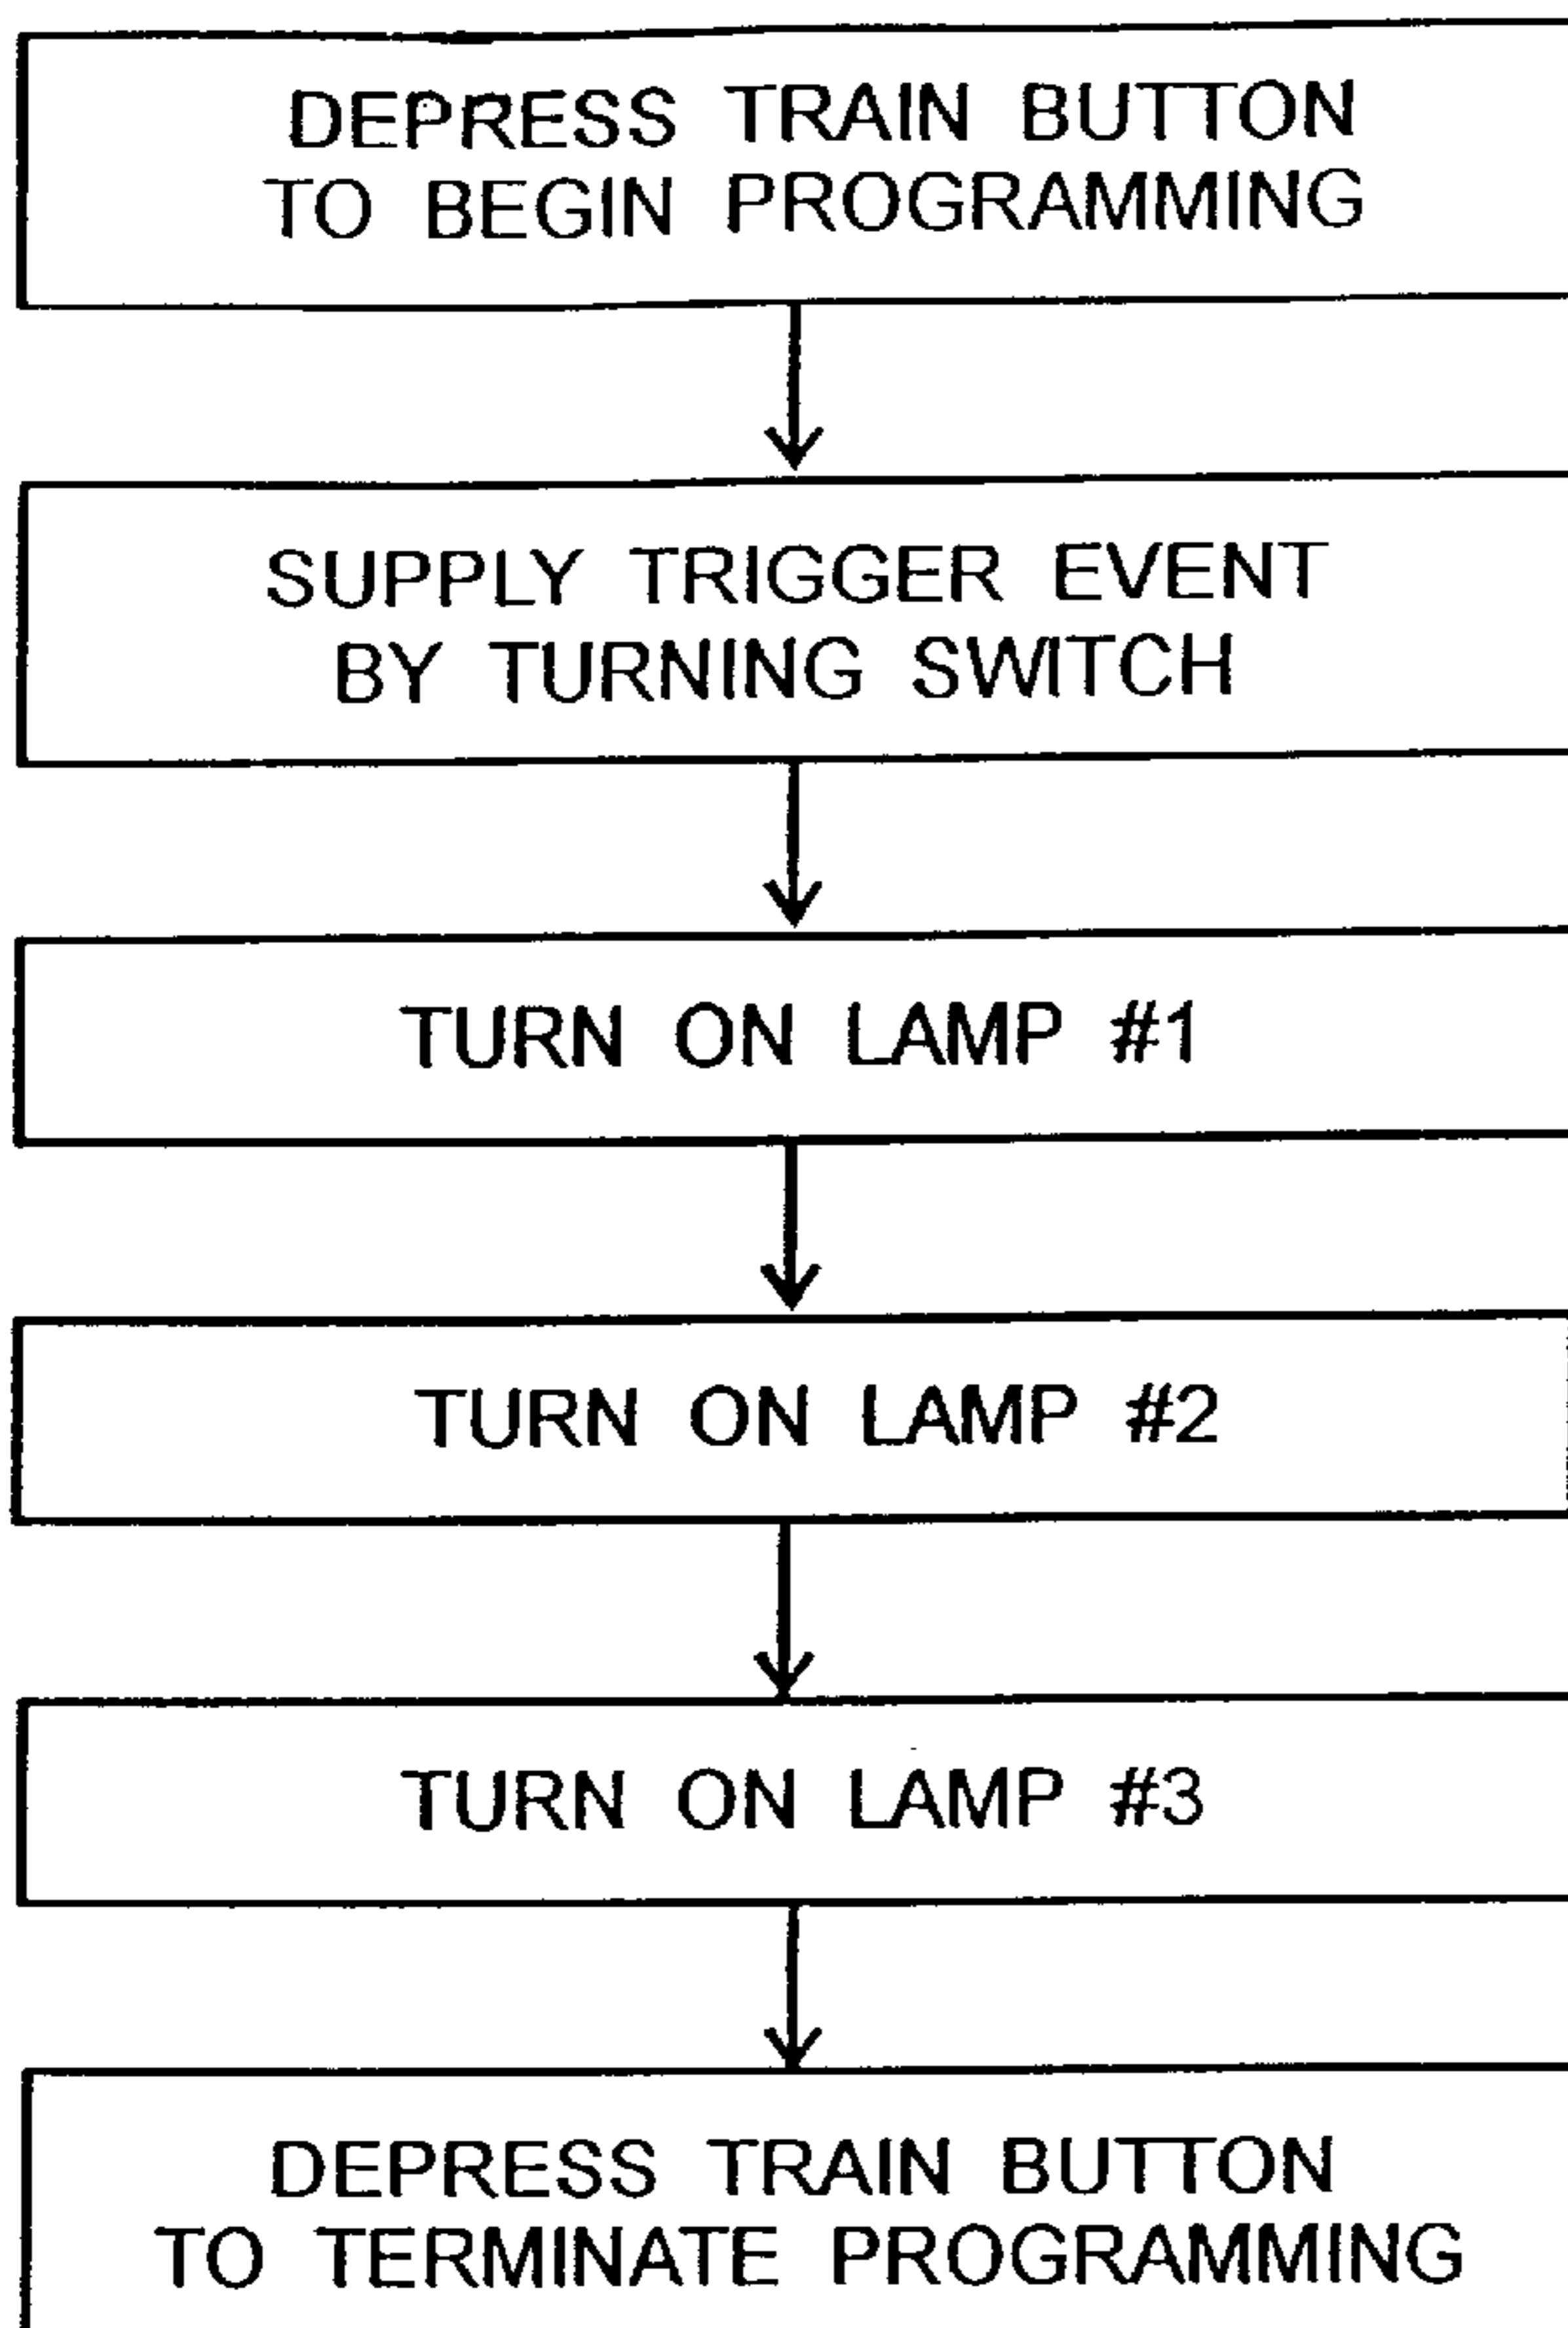 DEPRESS TRAIN BUTTON
TO BEGIN PROGRAMMING
SUPPLY TRIGGER EVENT
BY TURNING SWITCH
TURN ON LAMP #1
TURN ON LAMP #2
TURN ON LAMP #3
DEPRESS TRAIN BUTTON
TO TERMINATE PROGRAMMING